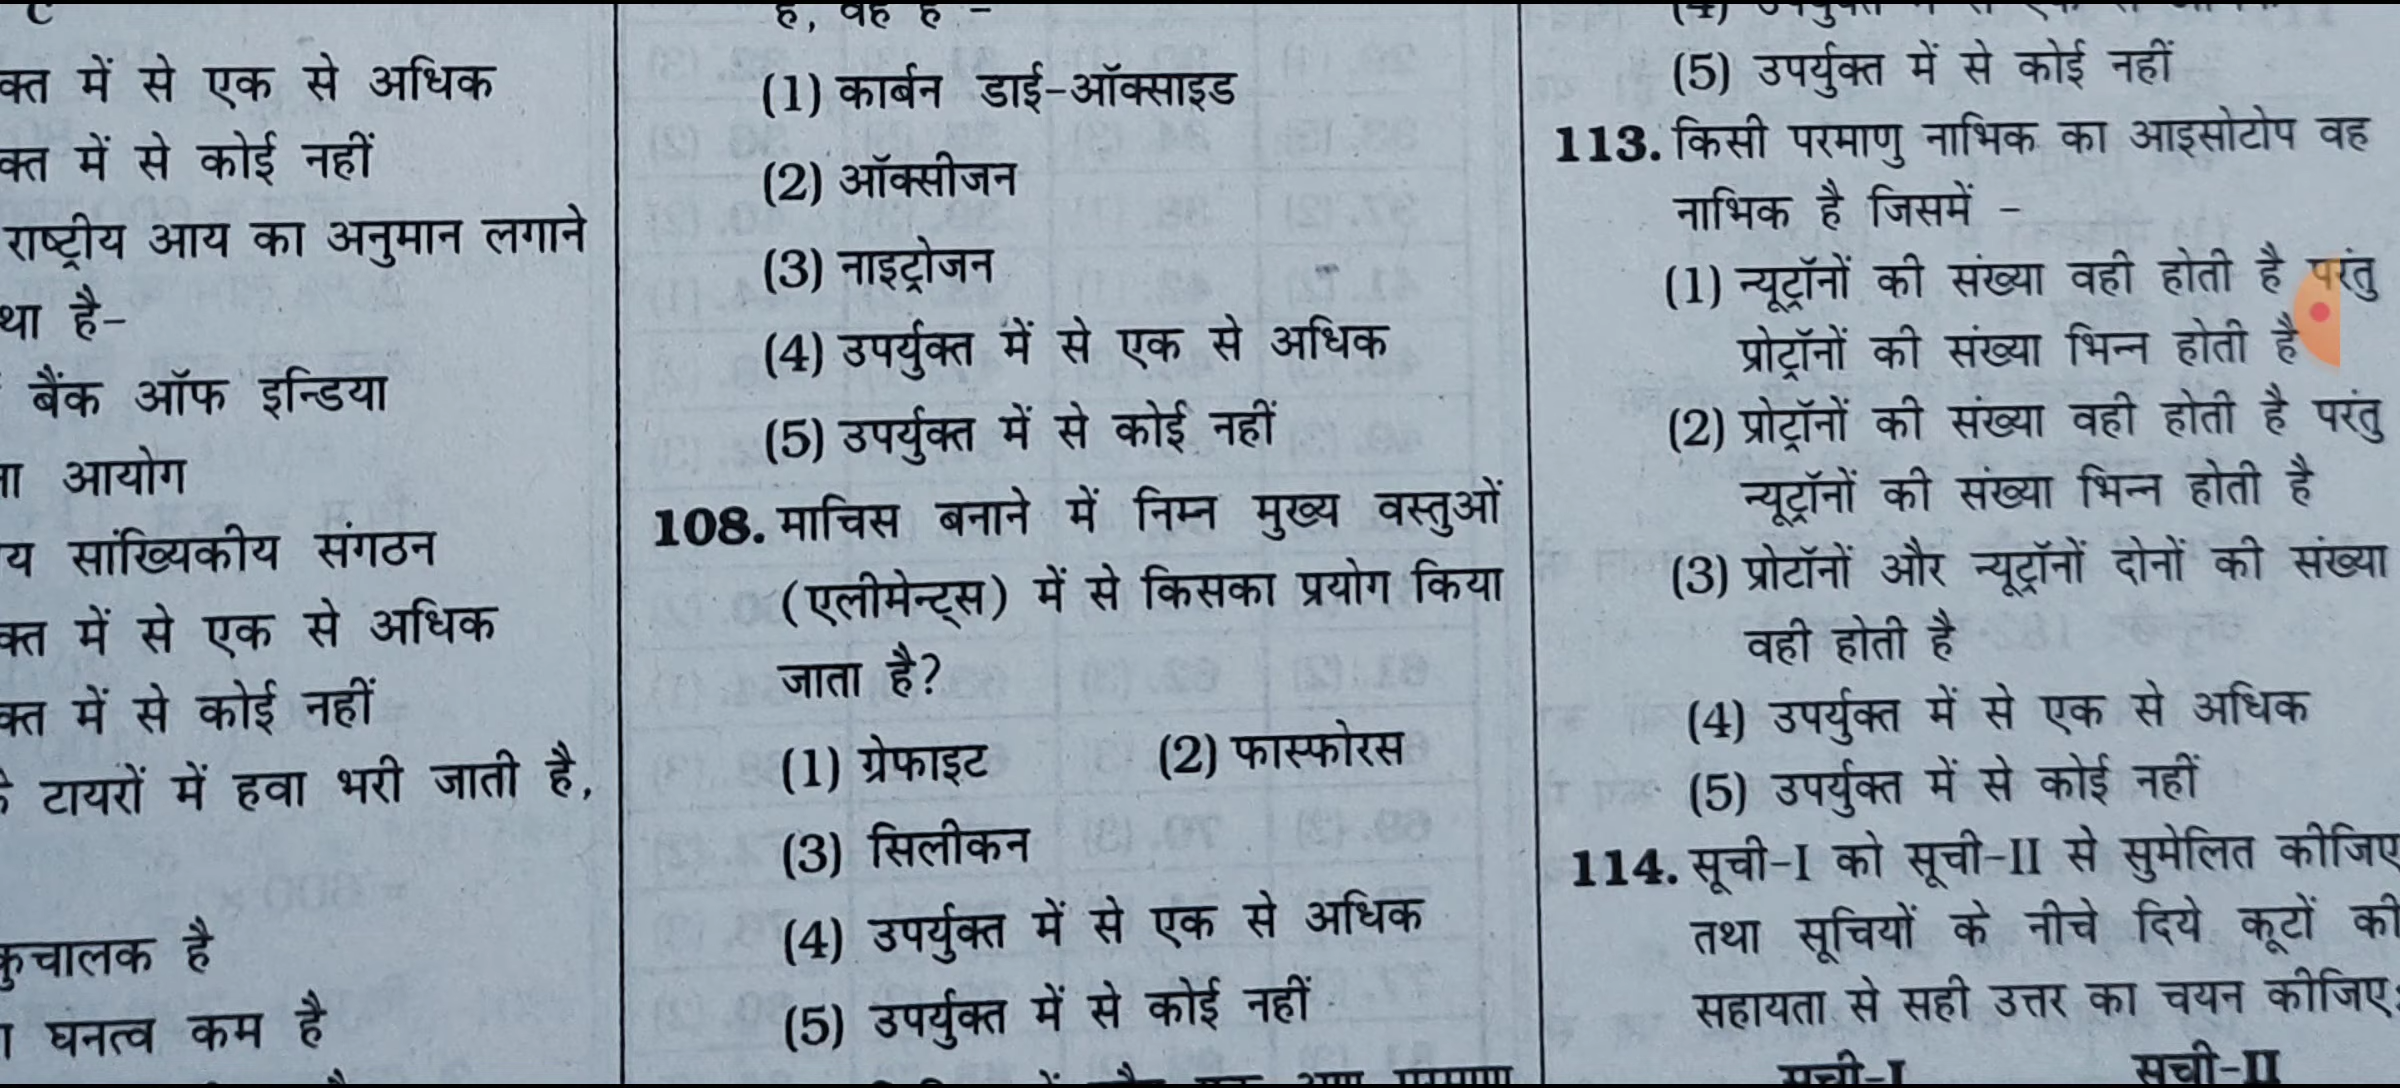 क्त में से एक से अधिक
क्त में से कोई नहीं
राष्ट्रीय आय का अनुमान लगाने
था है-
बैंक ऑफ इन्डिया
आयोग
य सांख्यिकीय संगठन
क्त में से एक से अधिक
क्त में से कोई नहीं
टायरों में हवा भरी जाती है,
कुचालक है
घनत्व कम है
है, वह है -
(1) कार्बन डाई-ऑक्साइड
(2) ऑक्सीजन
(3) नाइट्रोजन
(4) उपर्युक्त में से एक से अधिक
(5) उपर्युक्त में से कोई नहीं
108. माचिस बनाने में निम्न मुख्य वस्तुओं
(एलीमेन्ट्स) में से किसका प्रयोग किया
जाता है?
(1) ग्रेफाइट (2) फास्फोरस
(3) सिलीकन
(4) उपर्युक्त में से एक से अधिक
(5) उपर्युक्त में से कोई नहीं
(5) उपर्युक्त में से कोई नहीं
113. किसी परमाणु नाभिक का आइसोटोप वह
नाभिक है जिसमें -
(1) न्यूट्रॉनों की संख्या वही होती है परंतु
प्रोट्रॉनों की संख्या भिन्न होती है
(2) प्रोट्रॉनों की संख्या वही होती है परंतु
न्यूट्रॉनों की संख्या भिन्न होती है
(3) प्रोटॉनों और न्यूट्रॉनों दोनों की संख्या
वही होती है
(4) उपर्युक्त में से एक से अधिक
(5) उपर्युक्त में से कोई नहीं
114. सूची-I को सूची-II से सुमेलित कीजिए
तथा सूचियों के नीचे दिये कूटों की
सहायता से सही उत्तर का चयन कीजिए:
सूची-I सूची-II